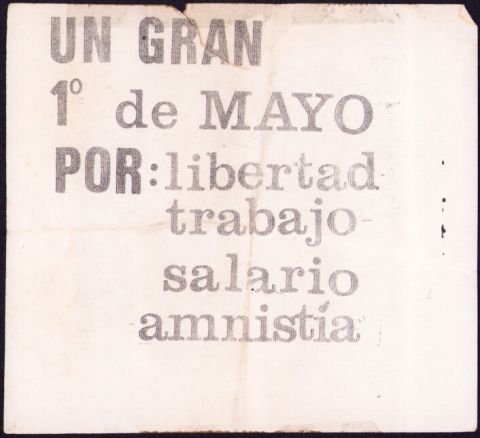 UN GRAN
1º de MAYO
POR: libertad
trabajo
salario
amnistía